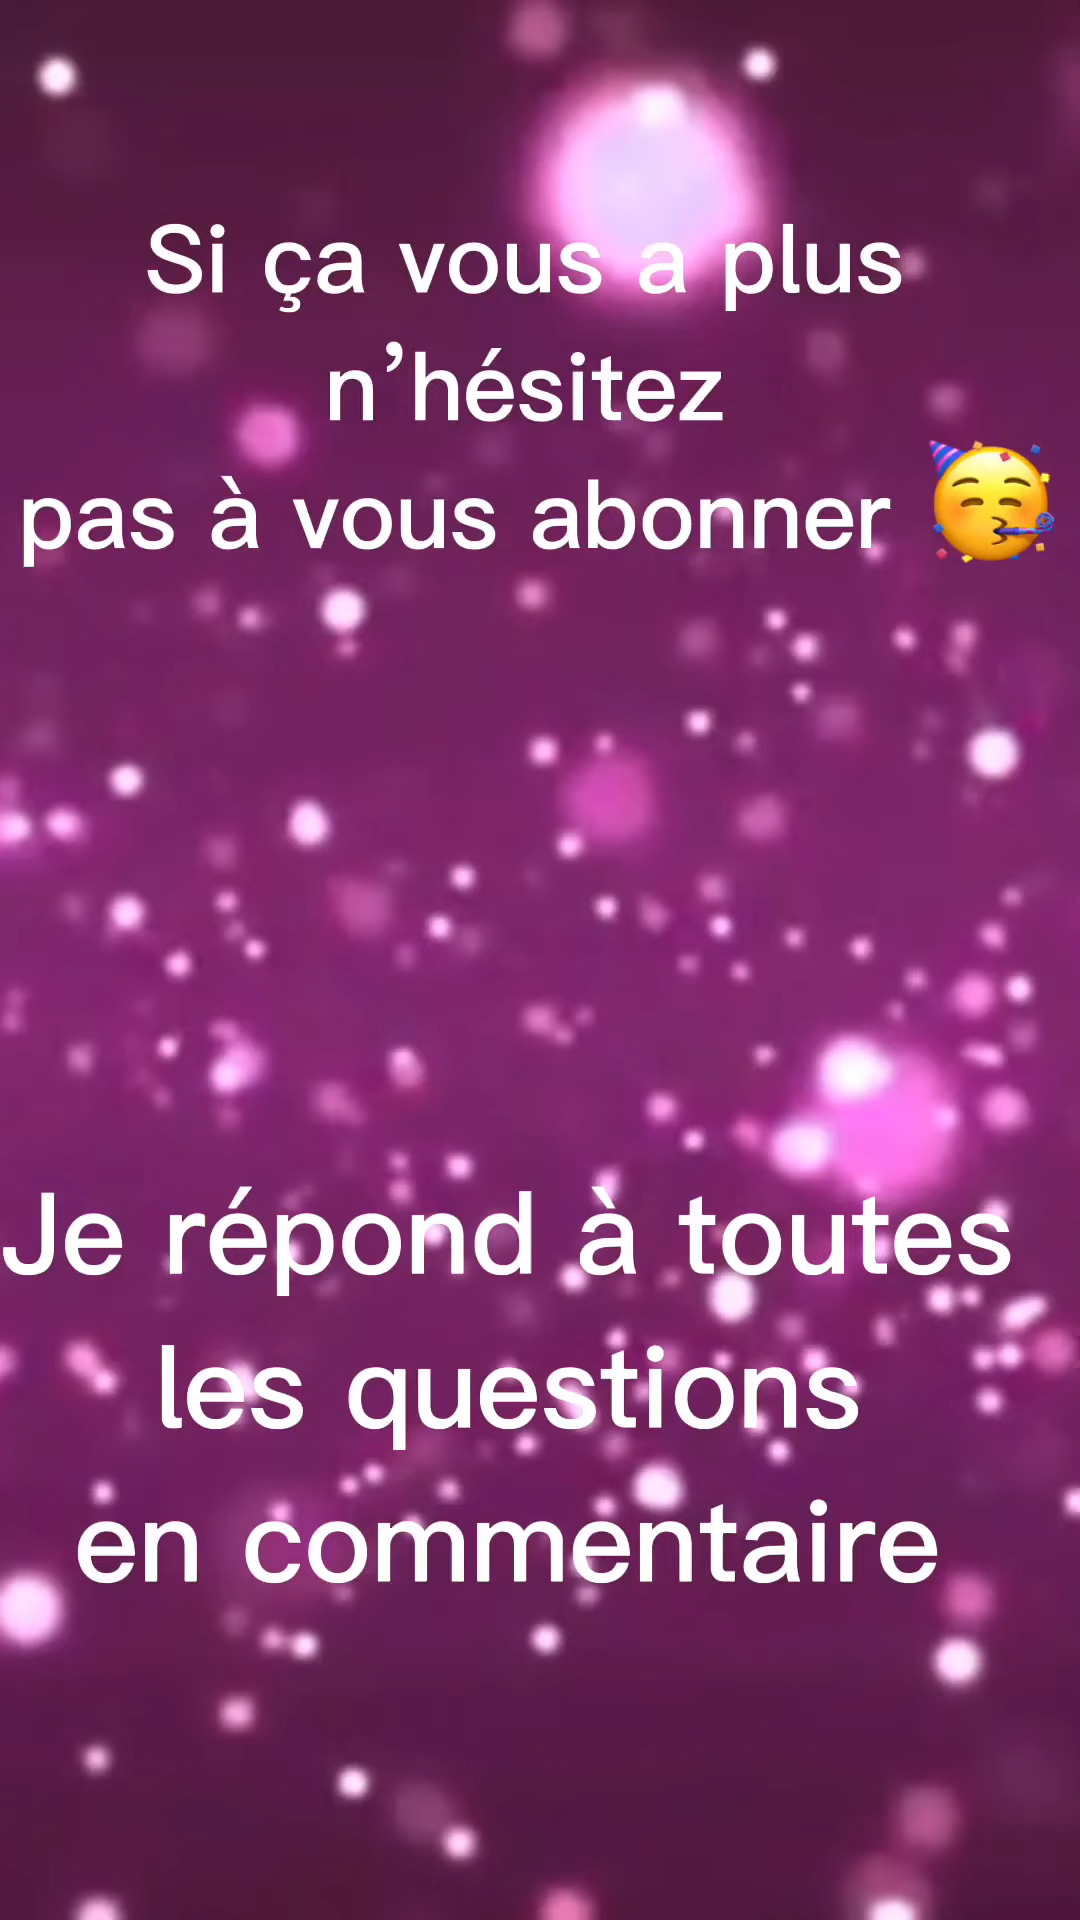 Si ça vous a plus
n’hésitez
pas à vous abonner 🥳
Je répond à toutes
les questions
en commentaire